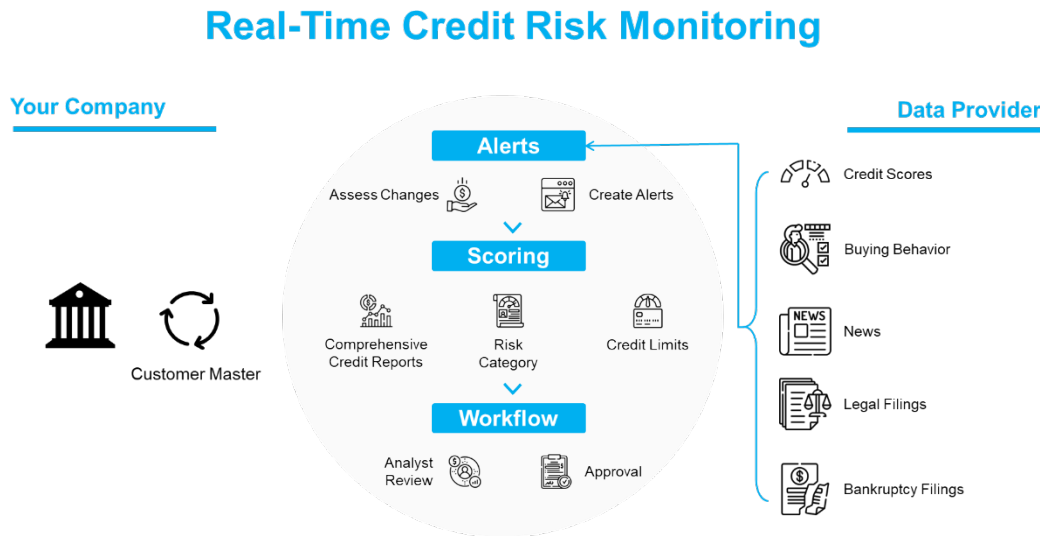 Real-Time Credit Risk Monitoring
Your Company
Data Provider
Alerts
Assess Changes
Create Alerts
Scoring
Comprehensive
Credit Reports
Risk
Category
Credit Limits
Workflow
Analyst
Review
Approval
Customer Master
Credit Scores
Buying Behavior
NEWS
News
Legal Filings
Bankruptcy Filings